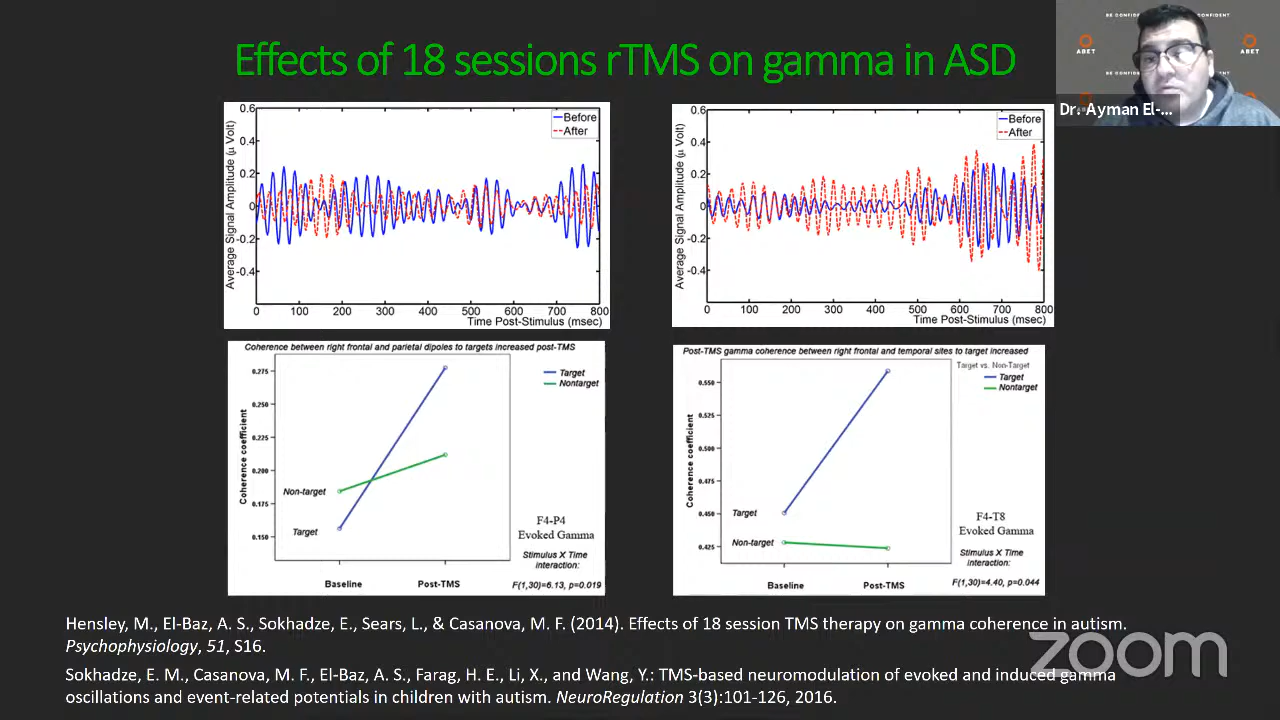 Effects of 18 sessions rTMS on gamma in ASD
BE CONFIDENT
ABET
ABET
Dr. Ayman El-...
0.6
0.4
0.2
0
-0.2
-0.4
Average Signal Amplitude (μ Volt)
Before
After
0 100 200 300 400 500 600 700 800
Time Post-Stimulus (msec)
0.6
0.4
0.2
0
-0.2
-0.4
Average Signal Amplitude (μ Volt)
Before
After
0 100 200 300 400 500 600 700 800
Time Post-Stimulus (msec)
Coherence between right frontal and parietal dipoles to targets increased post-TMS
0.275
0.250
0.225
0.200
0.175
0.150
Coherence coefficient
Target
Nontarget
Non-target
Target
F4-P4
Evoked Gamma
Stimulus X Time
interaction:
F(1,30)=6.13, p=0.019
Baseline Post-TMS
Post-TMS gamma coherence between right frontal and temporal sites to target increased
Target vs. Non-Target
Target
Nontarget
0.550
0.525
0.500
0.475
0.450
0.425
Coherence coefficient
Target
Non-target
F4-T8
Evoked Gamma
Stimulus X Time
interaction:
F(1,30)=4.40, p=0.044
Baseline Post-TMS
Hensley, M., El-Baz, A. S., Sokhadze, E., Sears, L., & Casanova, M. F. (2014). Effects of 18 session TMS therapy on gamma coherence in autism.
Psychophysiology, 51, S16.
zoom
Sokhadze, E. M., Casanova, M. F., El-Baz, A. S., Farag, H. E., Li, X., and Wang, Y.: TMS-based neuromodulation of evoked and induced gamma
oscillations and event-related potentials in children with autism. NeuroRegulation 3(3):101-126, 2016.